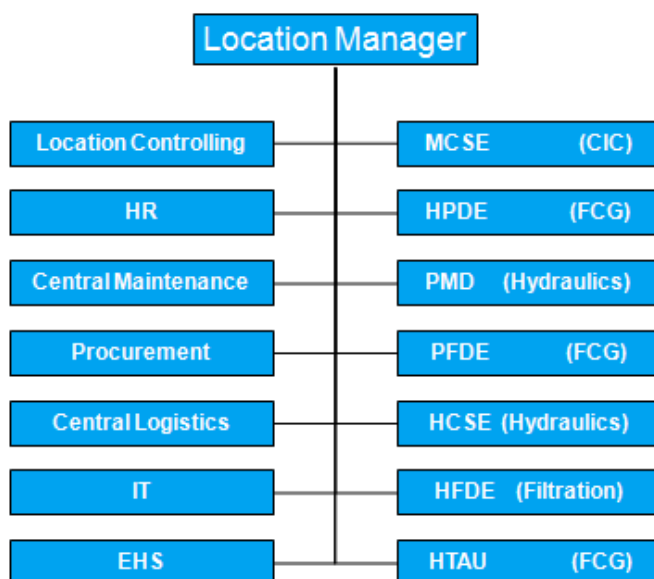 Location Manager
Location Controlling
MCSE (CIC)
HR
HPDE (FCG)
Central Maintenance
PMD (Hydraulics)
Procurement
PFDE (FCG)
Central Logistics
HCSE (Hydraulics)
IT
HFDE (Filtration)
EHS
HTAU (FCG)